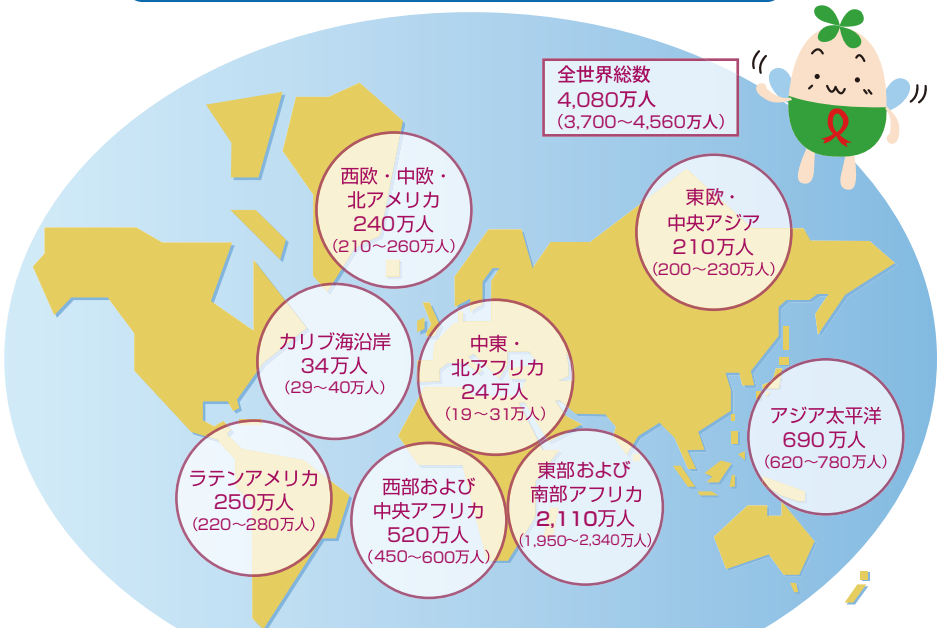 全世界総数
4,080万人
（3,700～4,560万人）
西欧・中欧・
北アメリカ
240万人
（210～260万人）
東欧・
中央アジア
210万人
（200～230万人）
カリブ海沿岸
34万人
（29～40万人）
中東・
北アフリカ
24万人
（19～31万人）
アジア太平洋
690万人
（620～780万人）
ラテンアメリカ
250万人
（220～280万人）
西部および
中央アフリカ
520万人
（450～600万人）
東部および
南部アフリカ
2,110万人
（1,950～2,340万人）